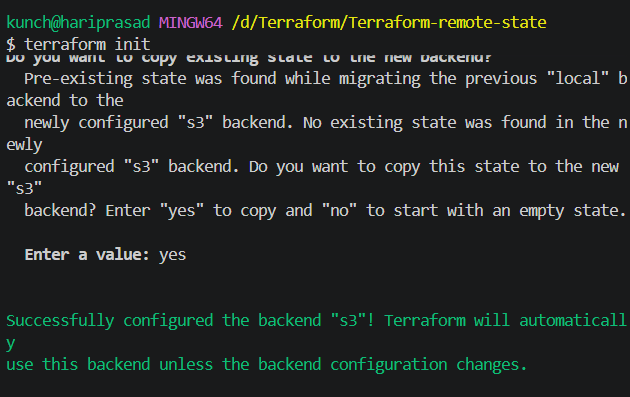 kunch@hariprasad MINGW64 /d/Terraform/Terraform-remote-state
$ terraform init
Do you want to copy existing state to the new backend?
  Pre-existing state was found while migrating the previous "local" b
ackend to the
  newly configured "s3" backend. No existing state was found in the n
ewly
  configured "s3" backend. Do you want to copy this state to the new
"s3"
  backend? Enter "yes" to copy and "no" to start with an empty state.
  Enter a value: yes
Successfully configured the backend "s3"! Terraform will automaticall
y
use this backend unless the backend configuration changes.